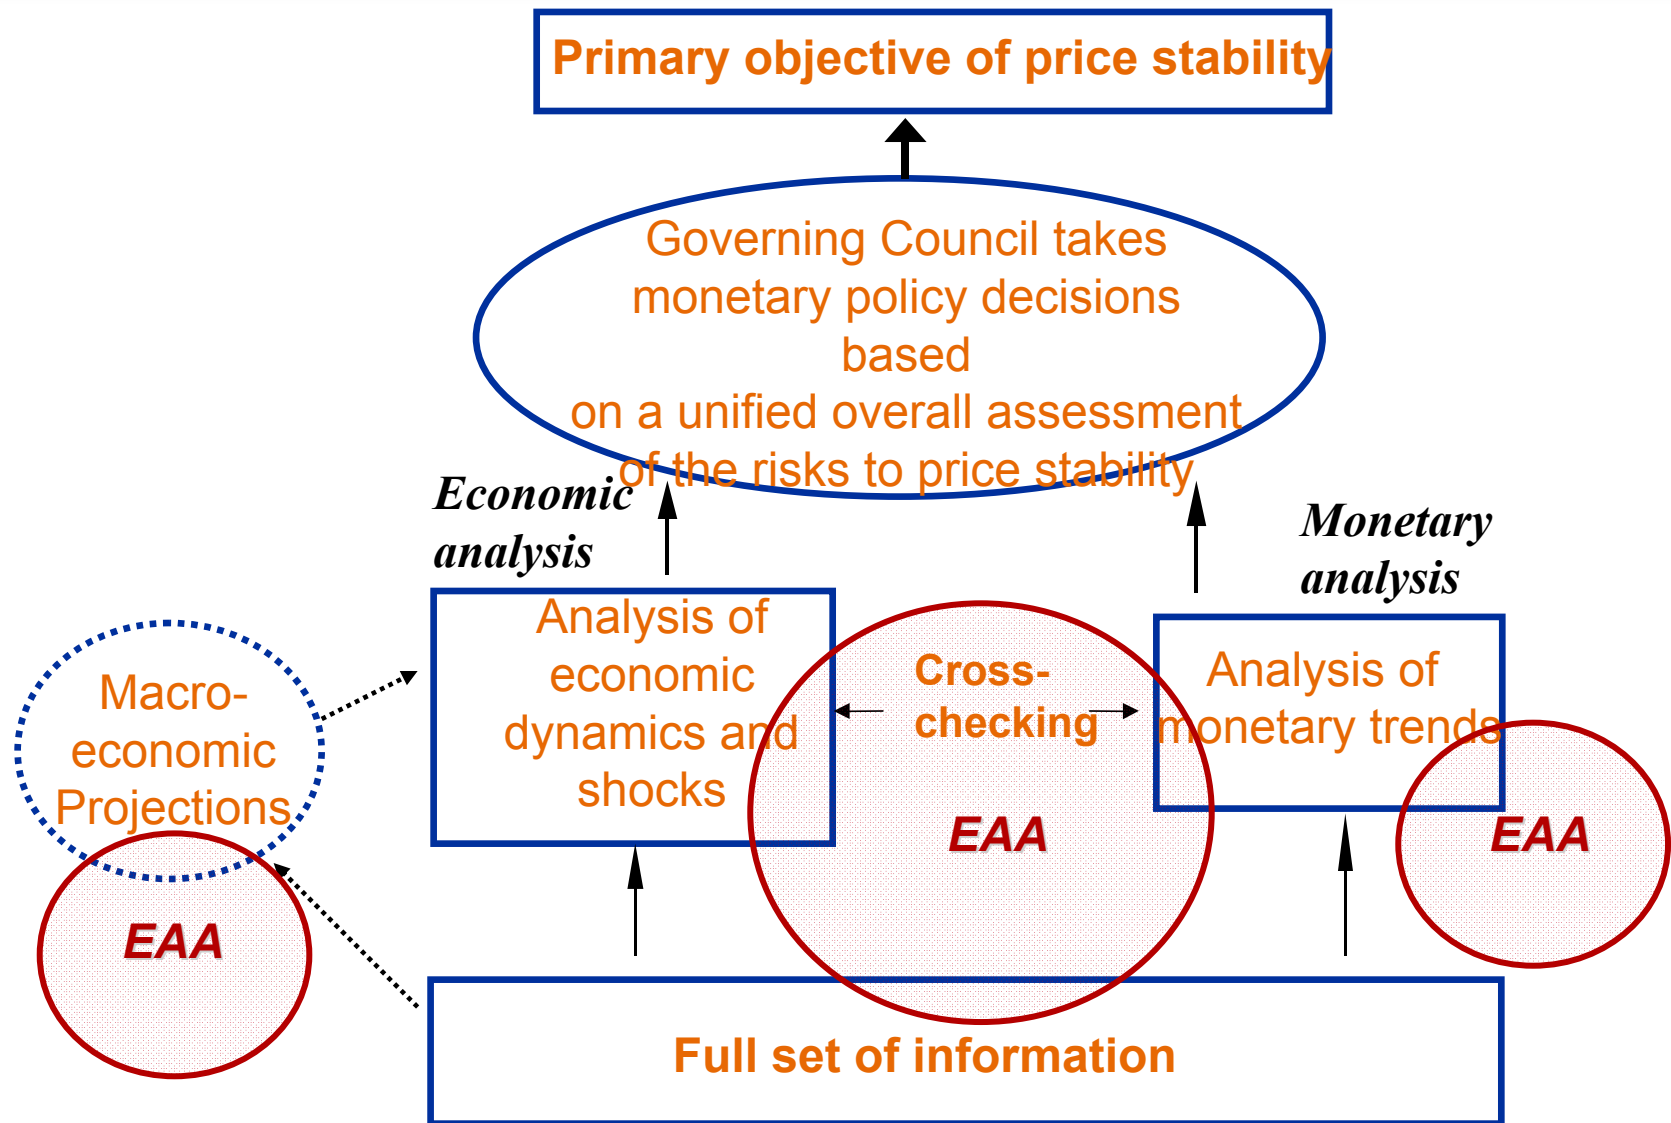 Primary objective of price stability
Governing Council takes
monetary policy decisions
based
on a unified overall assessment
of the risks to price stability
Economic
analysis
Monetary
analysis
Analysis of
economic
dynamics and
shocks
Cross-
checking
Analysis of
monetary trends
Macro-
economic
Projections
EAA
EAA
EAA
Full set of information